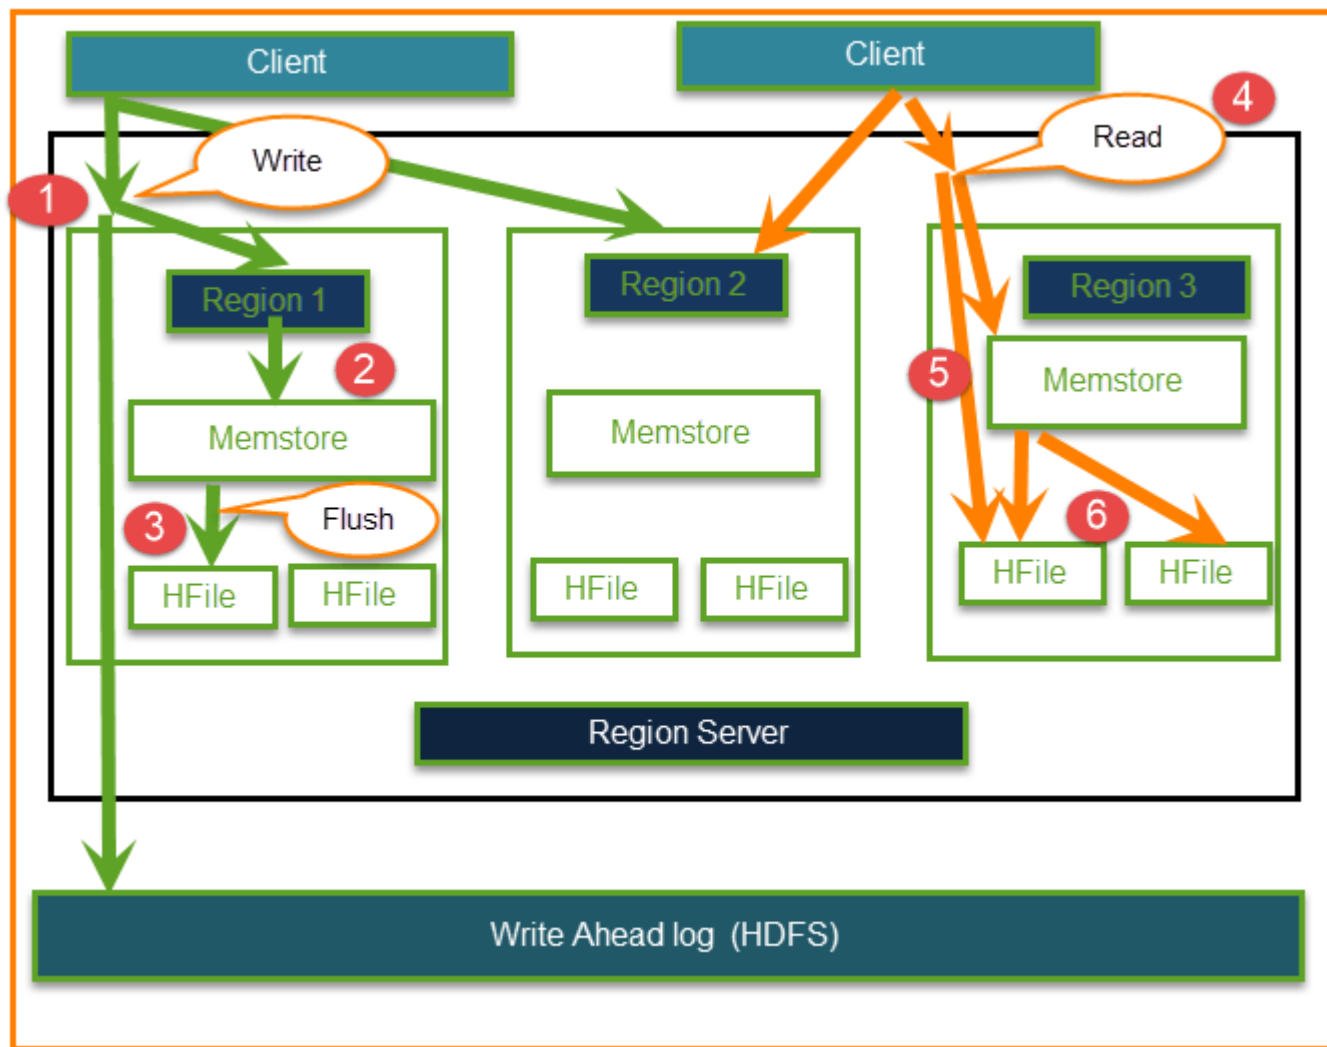 Client
Client
4
Write
Read
1
Region 1
Region 2
Region 3
2
5
Memstore
Memstore
Memstore
3
Flush
6
HFile
HFile
HFile
HFile
HFile
HFile
Region Server
Write Ahead log (HDFS)